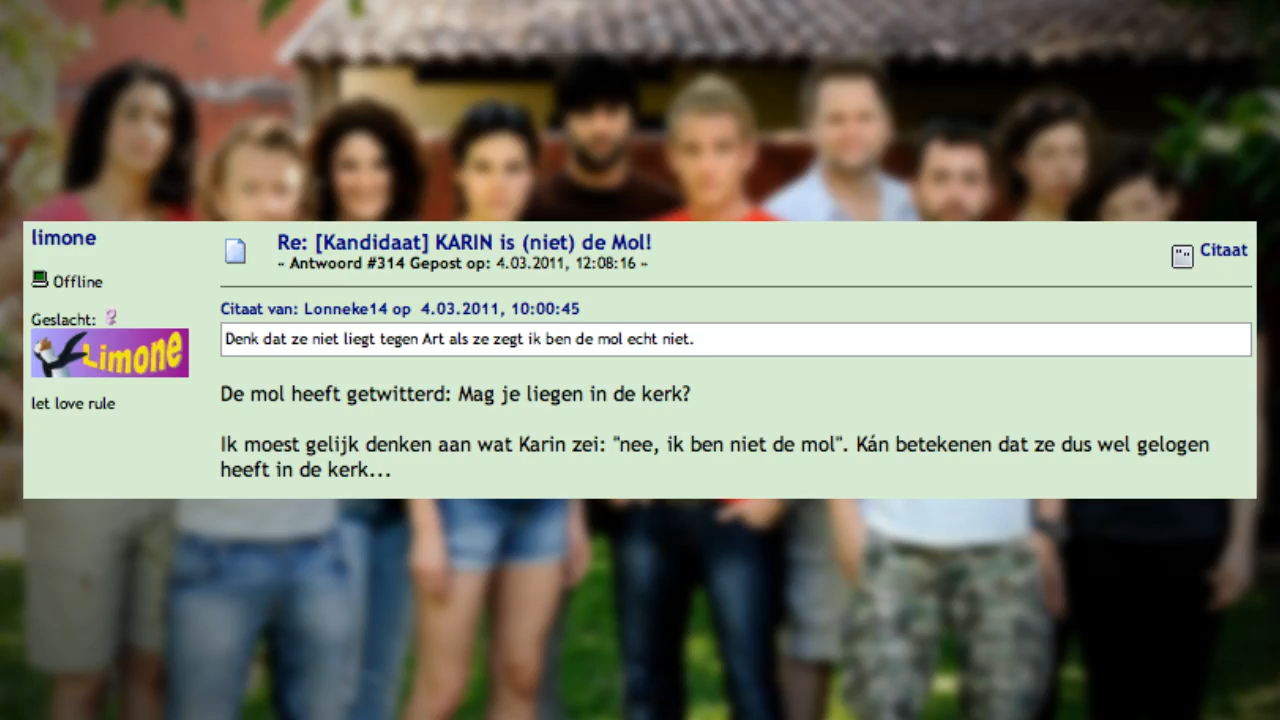 limone
Offline
Geslacht:
Limone
let love rule
Re: [Kandidaat] KARIN is (niet) de Mol!
« Antwoord #314 Gepost op: 4.03.2011, 12:08:16 »
Citaat
Citaat van: Lonneke14 op 4.03.2011, 10:00:45
Denk dat ze niet liegt tegen Art als ze zegt ik ben de mol echt niet.
De mol heeft getwitterd: Mag je liegen in de kerk?
Ik moest gelijk denken aan wat Karin zei: "nee, ik ben niet de mol". Kán betekenen dat ze dus wel gelogen
heeft in de kerk...